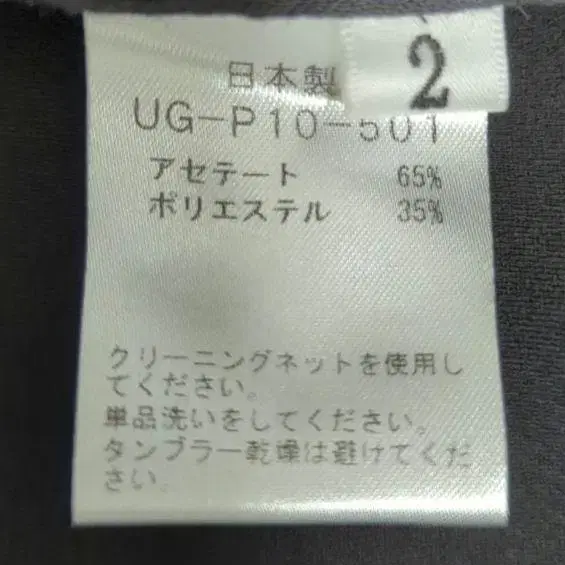 2
日本製
UG-P10-501
アセテート 65%
ポリエステル 35%
クリーニングネットを使用し
てください。
単品洗いをしてください。
タンブラー乾燥は避けてくだ
さい。